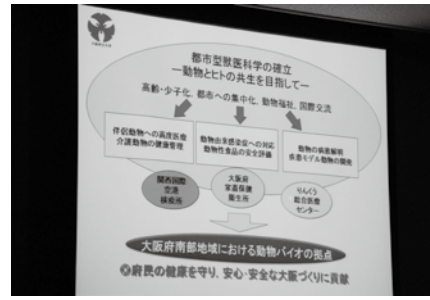 都市型獣医科学の確立
―動物とヒトの共生を目指して―
高齢・少子化、都市への集中化、動物福祉、国際交流
伴侶動物への高度医療
介護動物の健康管理
動物由来感染症への対応
動物性食品の安全評価
動物の病態解明
疾患モデル動物の開発
関西国際
空港
検疫所
大阪府
家畜保健
衛生所
りんくう
総合医療
センター
大阪府南部地域における動物バイオの拠点
◎府民の健康を守り、安心・安全な大阪づくりに貢献